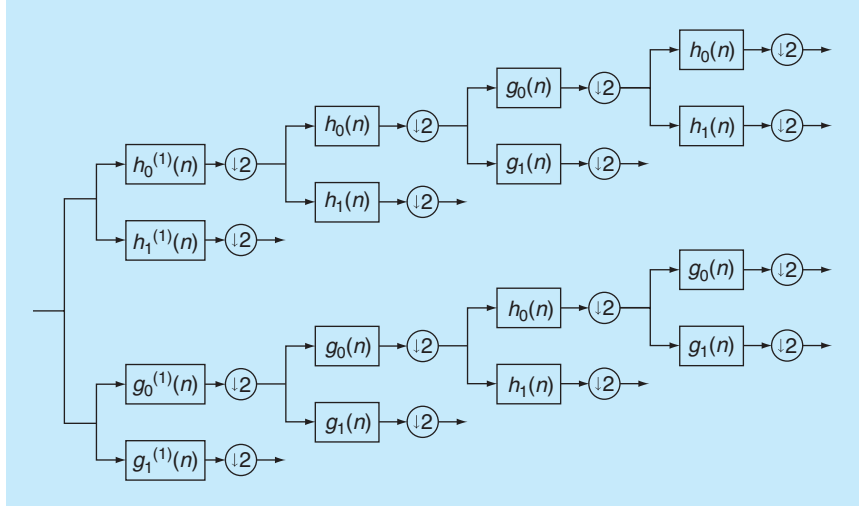 h₀(n) ↓2
g₀(n) ↓2
h₀(n) ↓2
h₁(n) ↓2
h₀⁽¹⁾(n) ↓2
g₁(n) ↓2
h₁(n) ↓2
h₁⁽¹⁾(n) ↓2
g₀(n) ↓2
h₀(n) ↓2
g₀(n) ↓2
g₁(n) ↓2
g₀⁽¹⁾(n) ↓2
h₁(n) ↓2
g₁(n) ↓2
g₁⁽¹⁾(n) ↓2